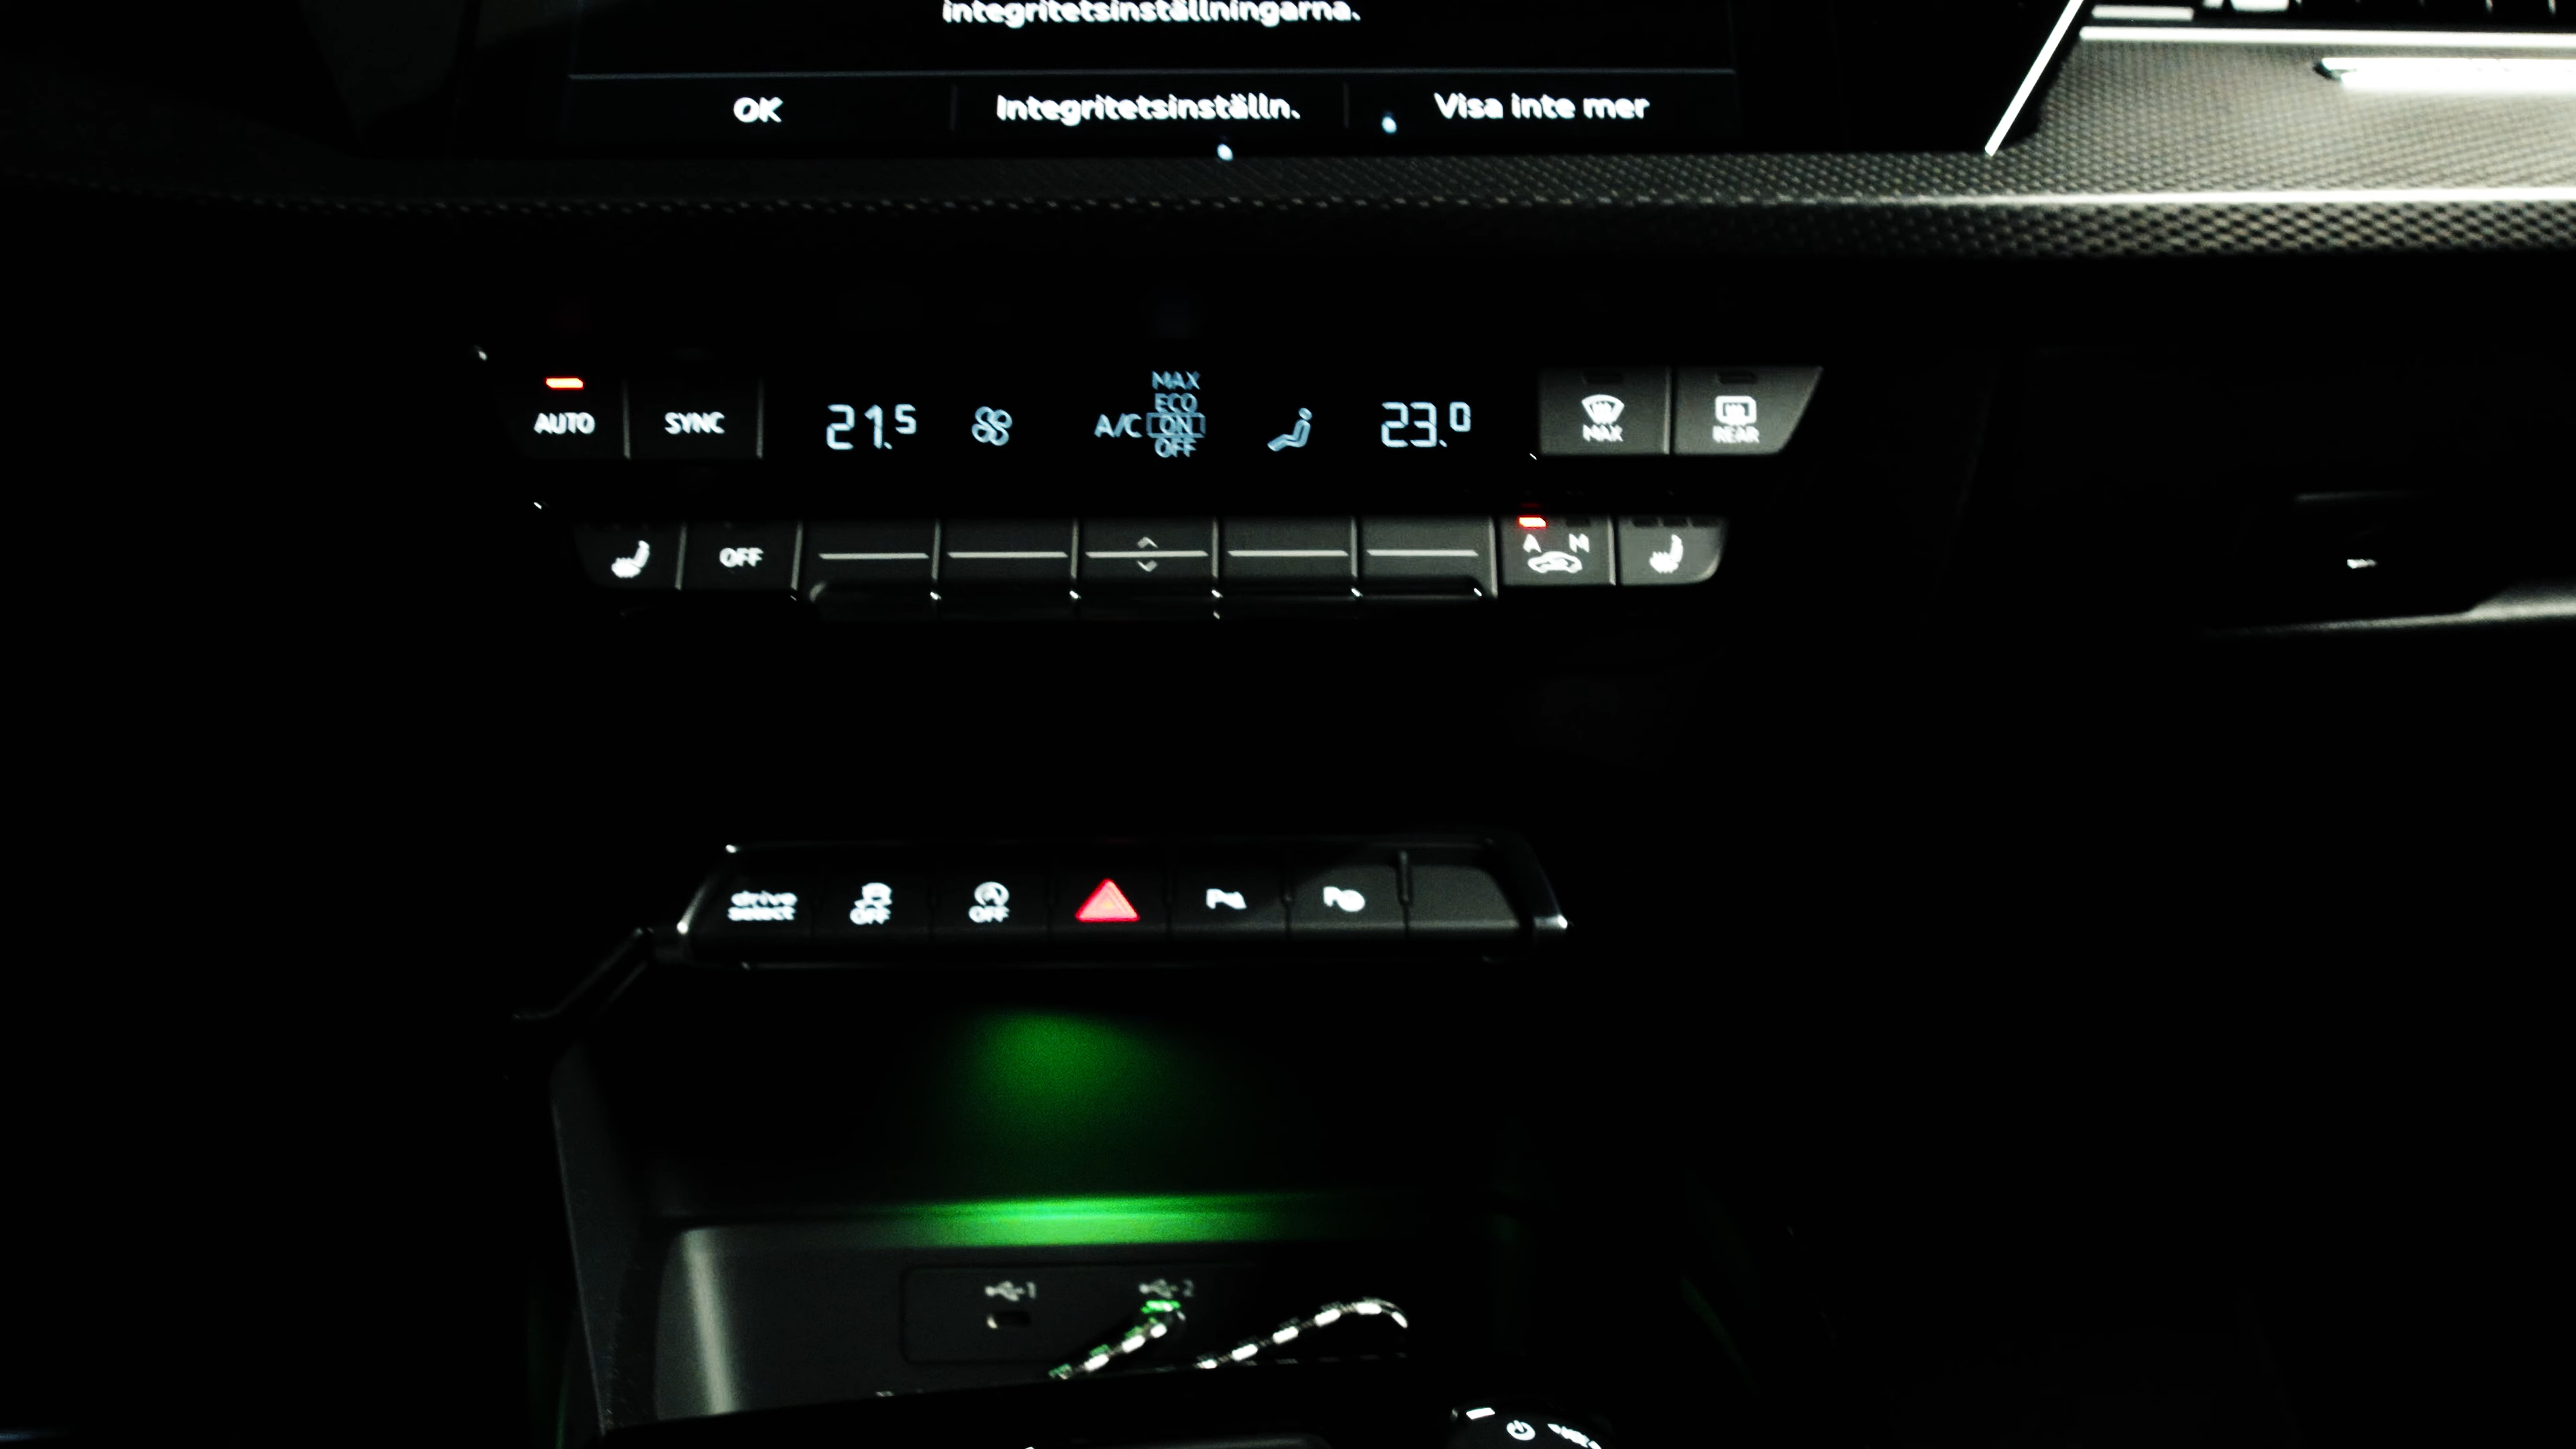 integritetsinställningarna.
OK Integritetsinställn. Visa inte mer
AUTO SYNC 21.5 A/C MAX ECO ON OFF 23.0 MAX REAR
OFF A M
drive select OFF OFF P P
1 2